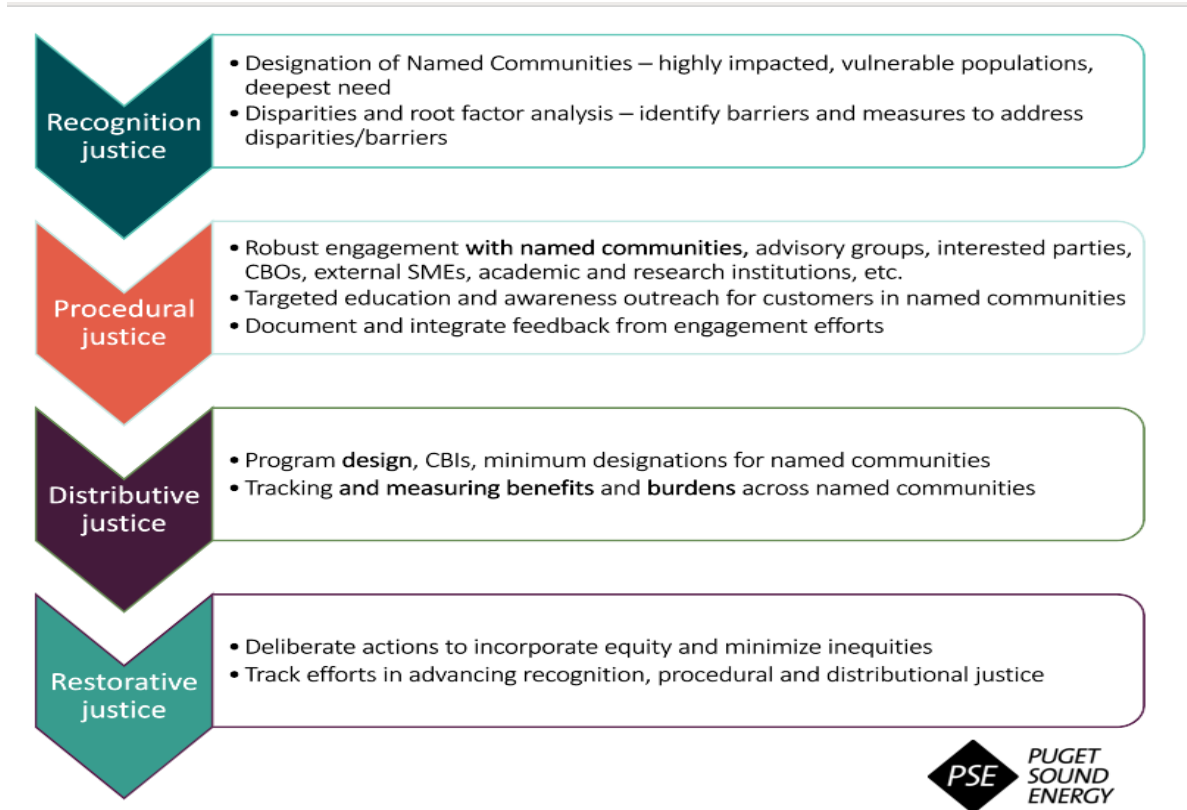 Recognition
justice
• Designation of Named Communities – highly impacted, vulnerable populations,
deepest need
• Disparities and root factor analysis – identify barriers and measures to address
disparities/barriers
Procedural
justice
• Robust engagement with named communities, advisory groups, interested parties,
CBOs, external SMEs, academic and research institutions, etc.
• Targeted education and awareness outreach for customers in named communities
• Document and integrate feedback from engagement efforts
Distributive
justice
• Program design, CBIs, minimum designations for named communities
• Tracking and measuring benefits and burdens across named communities
Restorative
justice
• Deliberate actions to incorporate equity and minimize inequities
• Track efforts in advancing recognition, procedural and distributional justice
PSE
PUGET
SOUND
ENERGY